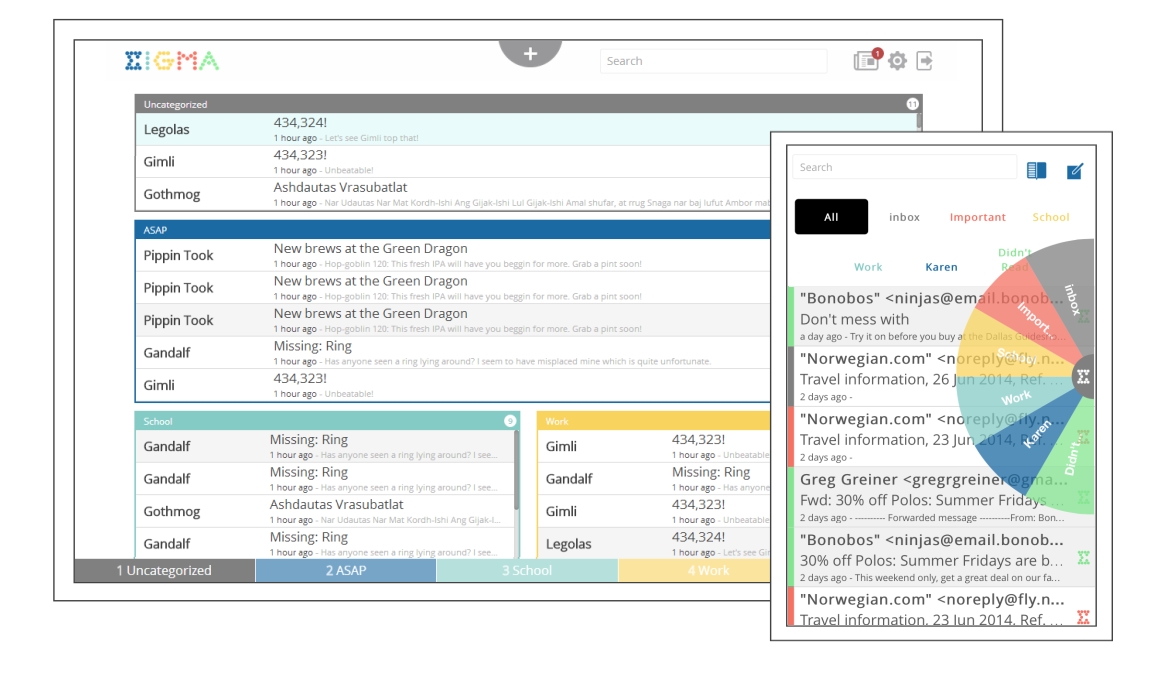 ΣIGMA
+
Search
1
Uncategorized 11
Legolas
434,324!
1 hour ago - Let's see Gimli top that!
Gimli
434,323!
1 hour ago - Unbeatable!
Gothmog
Ashdautas Vrasubatlat
1 hour ago - Nar Udautas Nar Mat Kordh-Ishi Ang Gijak-Ishi Lul Gijak-Ishi Amal shufar, at rrug Snaga nar baj lufut Ambor mat
ASAP
Pippin Took
New brews at the Green Dragon
1 hour ago - Hop-goblin 120: This fresh IPA will have you beggin for more. Grab a pint soon!
Pippin Took
New brews at the Green Dragon
1 hour ago - Hop-goblin 120: This fresh IPA will have you beggin for more. Grab a pint soon!
Pippin Took
New brews at the Green Dragon
1 hour ago - Hop-goblin 120: This fresh IPA will have you beggin for more. Grab a pint soon!
Gandalf
Missing: Ring
1 hour ago - Has anyone seen a ring lying around? I seem to have misplaced mine which is quite unfortunate.
Gimli
434,323!
1 hour ago - Unbeatable!
School 9
Gandalf
Missing: Ring
1 hour ago - Has anyone seen a ring lying around? I see...
Gandalf
Missing: Ring
1 hour ago - Has anyone seen a ring lying around? I see...
Gothmog
Ashdautas Vrasubatlat
1 hour ago - Nar Udautas Nar Mat Kordh-Ishi Ang Gijak-I...
Gandalf
Missing: Ring
1 hour ago - Has anyone seen a ring lying around? I see...
Work
Gimli
434,323!
1 hour ago - Unbeatable
Gandalf
Missing: Ring
1 hour ago - Has anyone
Gimli
434,323!
1 hour ago - Unbeatable
Legolas
434,324!
1 hour ago - Let's see Gi
1 Uncategorized 2 ASAP 3 School 4 Work
Search
All inbox Important School
Work Karen Didn't
Read
"Bonobos" <ninjas@email.bonob...
Don't mess with
a day ago - Try it on before you buy at the Dallas Guidesho...
"Norwegian.com" <noreply@fly.n...
Travel information, 26 Jun 2014, Ref. ...
2 days ago -
"Norwegian.com" <noreply@fly.n...
Travel information, 23 Jun 2014, Ref. ...
2 days ago -
Greg Greiner <gregrgreiner@gma...
Fwd: 30% off Polos: Summer Fridays ...
2 days ago - ---------- Forwarded message ----------From: Bon...
"Bonobos" <ninjas@email.bonob...
30% off Polos: Summer Fridays are b...
2 days ago - This weekend only, get a great deal on our fa...
"Norwegian.com" <noreply@fly.n...
Travel information, 23 Jun 2014, Ref. ...
inbox
Import...
School
Work
Karen
Didn't...